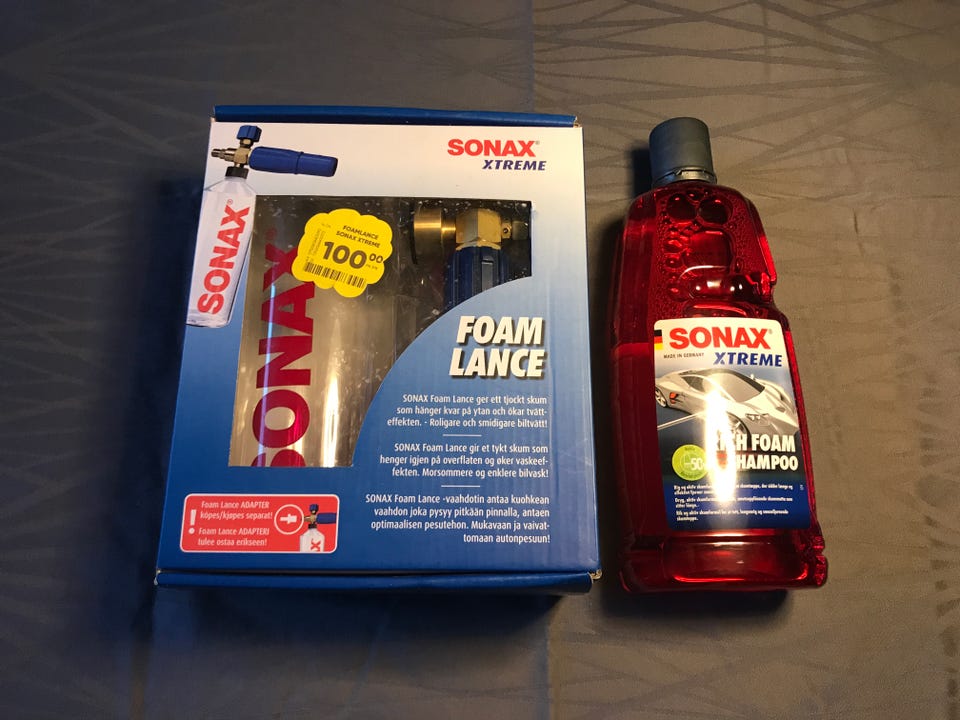 SONAX
XTREME
SONAX
SONAX
FOAMLANCE
SONAX XTREME
100 00
FOAM
LANCE
SONAX Foam Lance ger ett tjockt skum
som hänger kvar på ytan och ökar tvätt-
effekten. - Roligare och smidigare biltvätt!
SONAX Foam Lance gir et tykt skum som
henger igjen på overflaten og øker vaskeef-
fekten. Morsommere og enklere bilvask!
SONAX Foam Lance -vaahdotin antaa kuohkean
vaahdon joka pysyy pitkään pinnalla, antaen
optimaalisen pesutehon. Mukavaan ja vaivat-
tomaan autonpesuun!
! Foam Lance ADAPTER
köpes/kjøpes separat!
Foam Lance ADAPTERI
tulee ostaa erikseen!
SONAX
SONAX
MADE IN GERMANY
XTREME
FOAM